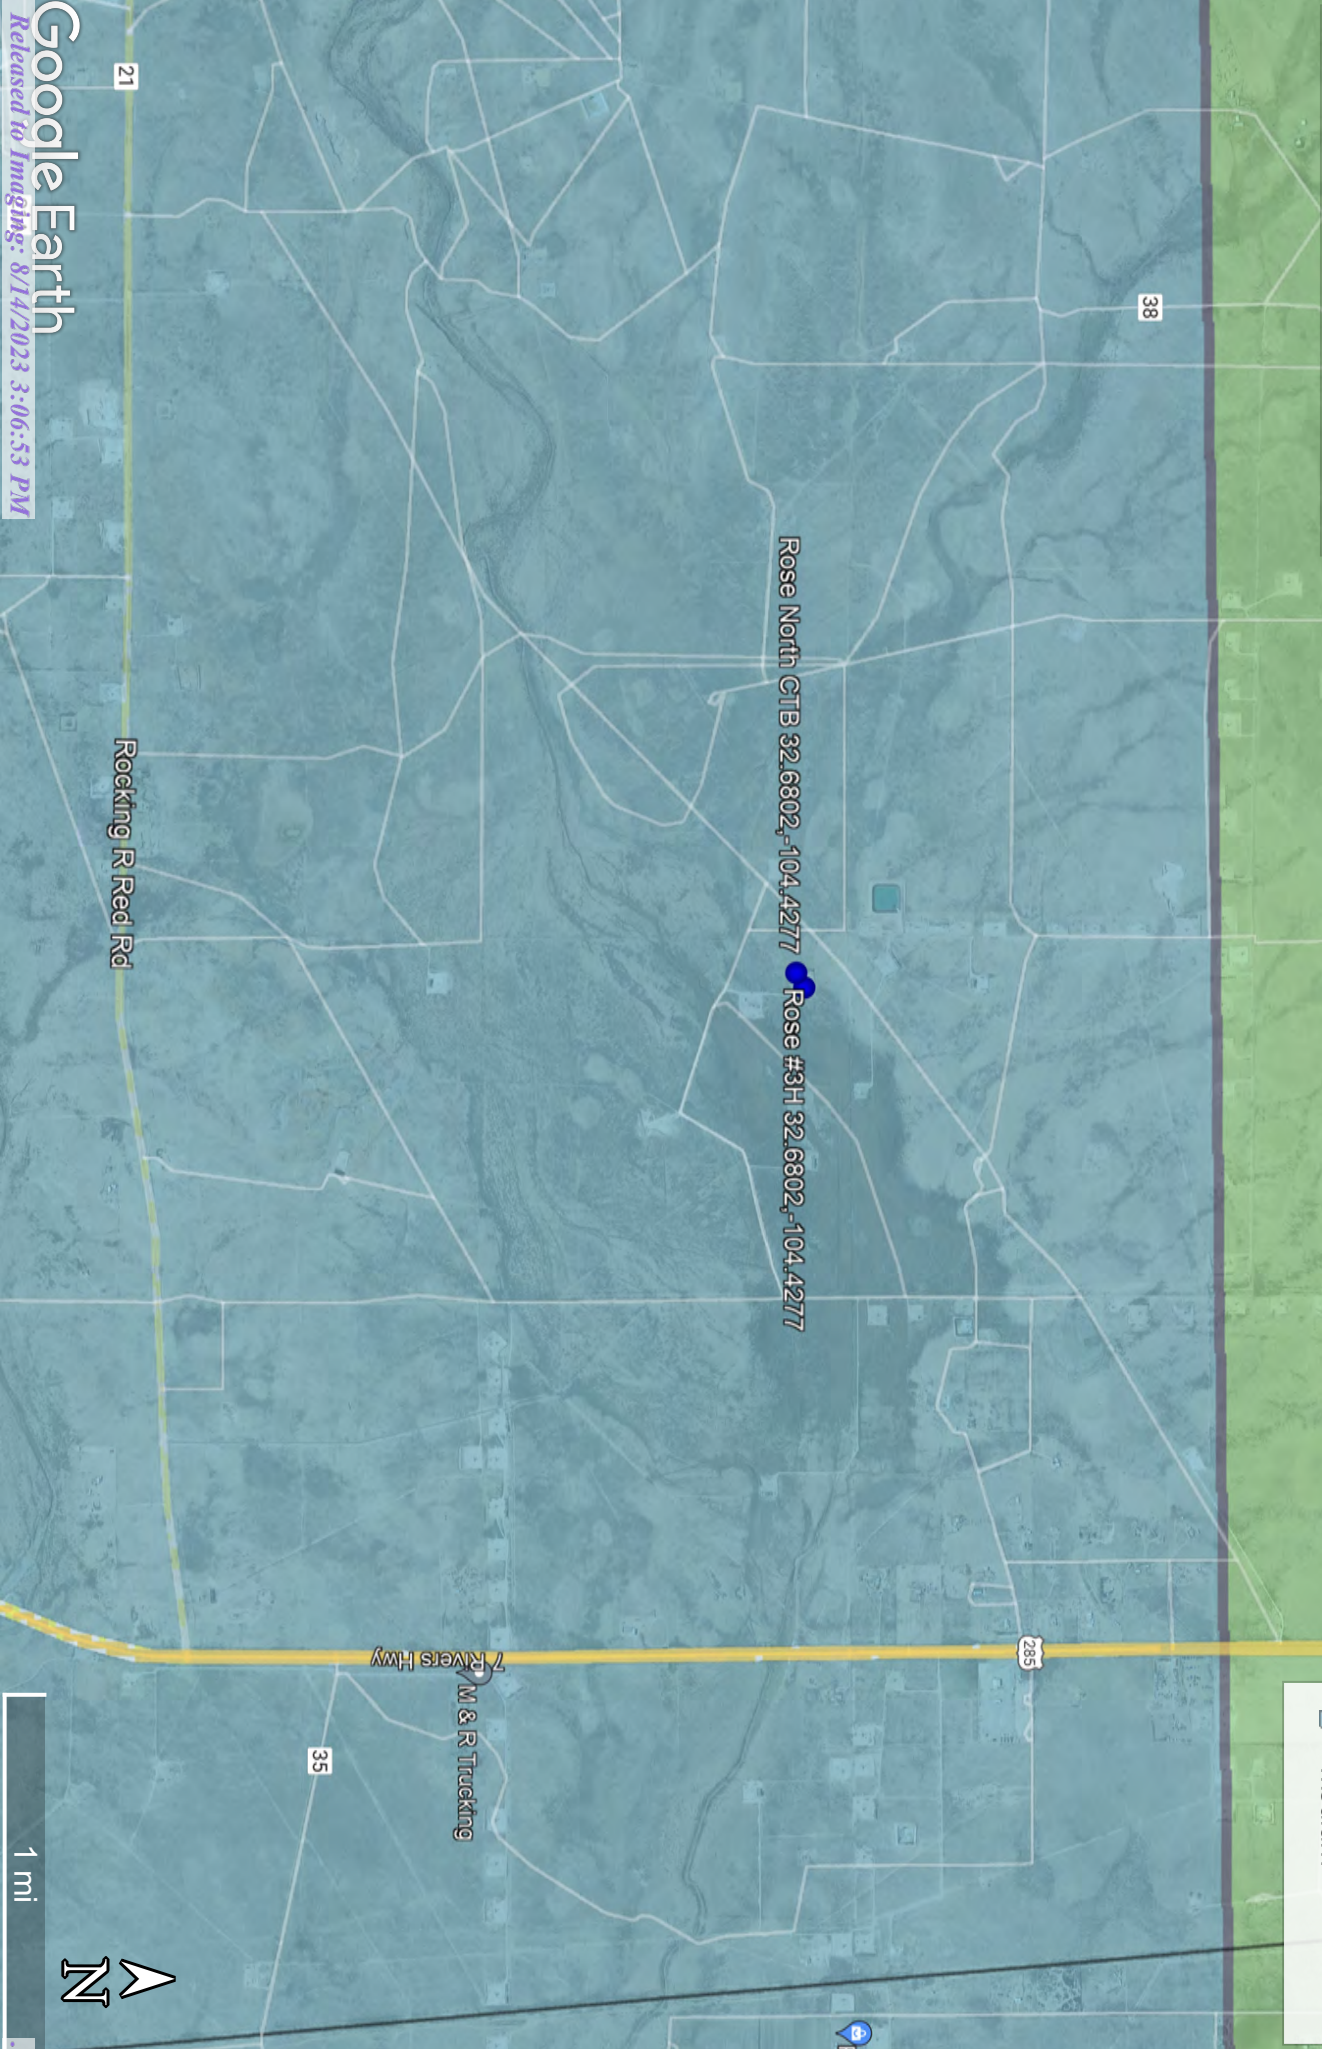 38
Rose North CTB 32.6802,-104.4277
Rose #3H 32.6802,-104.4277
285
7 Rivers Hwy
M & R Trucking
35
21
Rocking R Red Rd
Google Earth
1 mi
N
Released to Imaging: 8/14/2023 3:06:53 PM